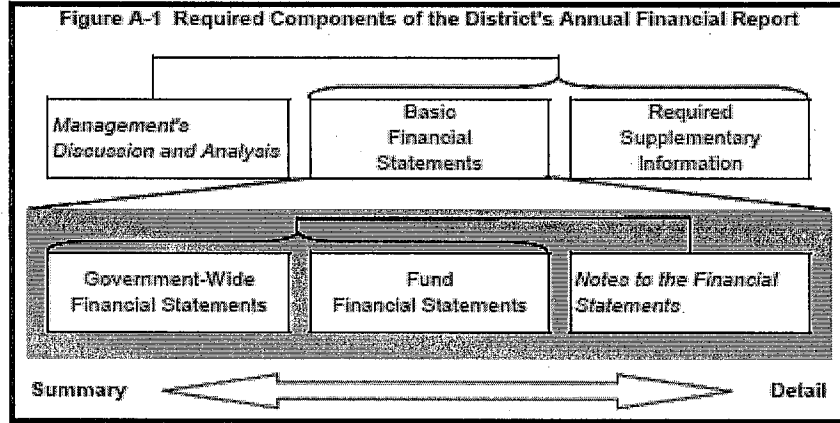 Figure A-1 Required Components of the District's Annual Financial Report
Management's
Discussion and Analysis
Basic
Financial
Statements
Required
Supplementary
Information
Government-Wide
Financial Statements
Fund
Financial Statements
Notes to the Financial
Statements
Summary
Detail